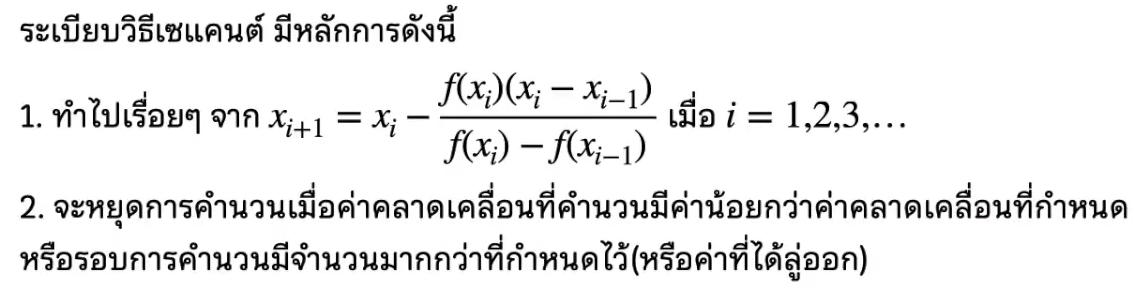 ระเบียบวิธีเซแคนต์ มีหลักการดังนี้
1. ทำไปเรื่อยๆ จาก $x_{i+1} = x_i - \frac{f(x_i)(x_i - x_{i-1})}{f(x_i) - f(x_{i-1})}$ เมื่อ $i = 1,2,3,\ldots$
2. จะหยุดการคำนวนเมื่อค่าคลาดเคลื่อนที่คำนวนมีค่าน้อยกว่าค่าคลาดเคลื่อนที่กำหนด
หรือรอบการคำนวนมีจำนวนมากกว่าที่กำหนดไว้(หรือค่าที่ได้ลู่ออก)